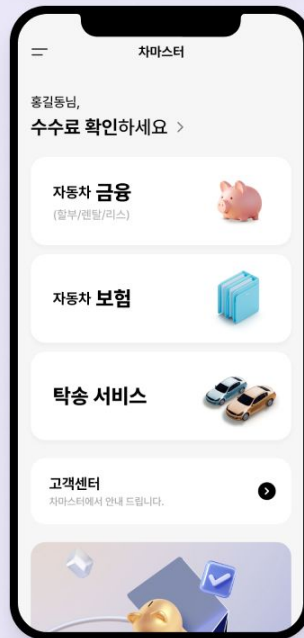 차마스터
홍길동님,
수수료 확인하세요 >
자동차 금융
(할부/렌탈/리스)
자동차 보험
탁송 서비스
고객센터
차마스터에서 안내 드립니다.